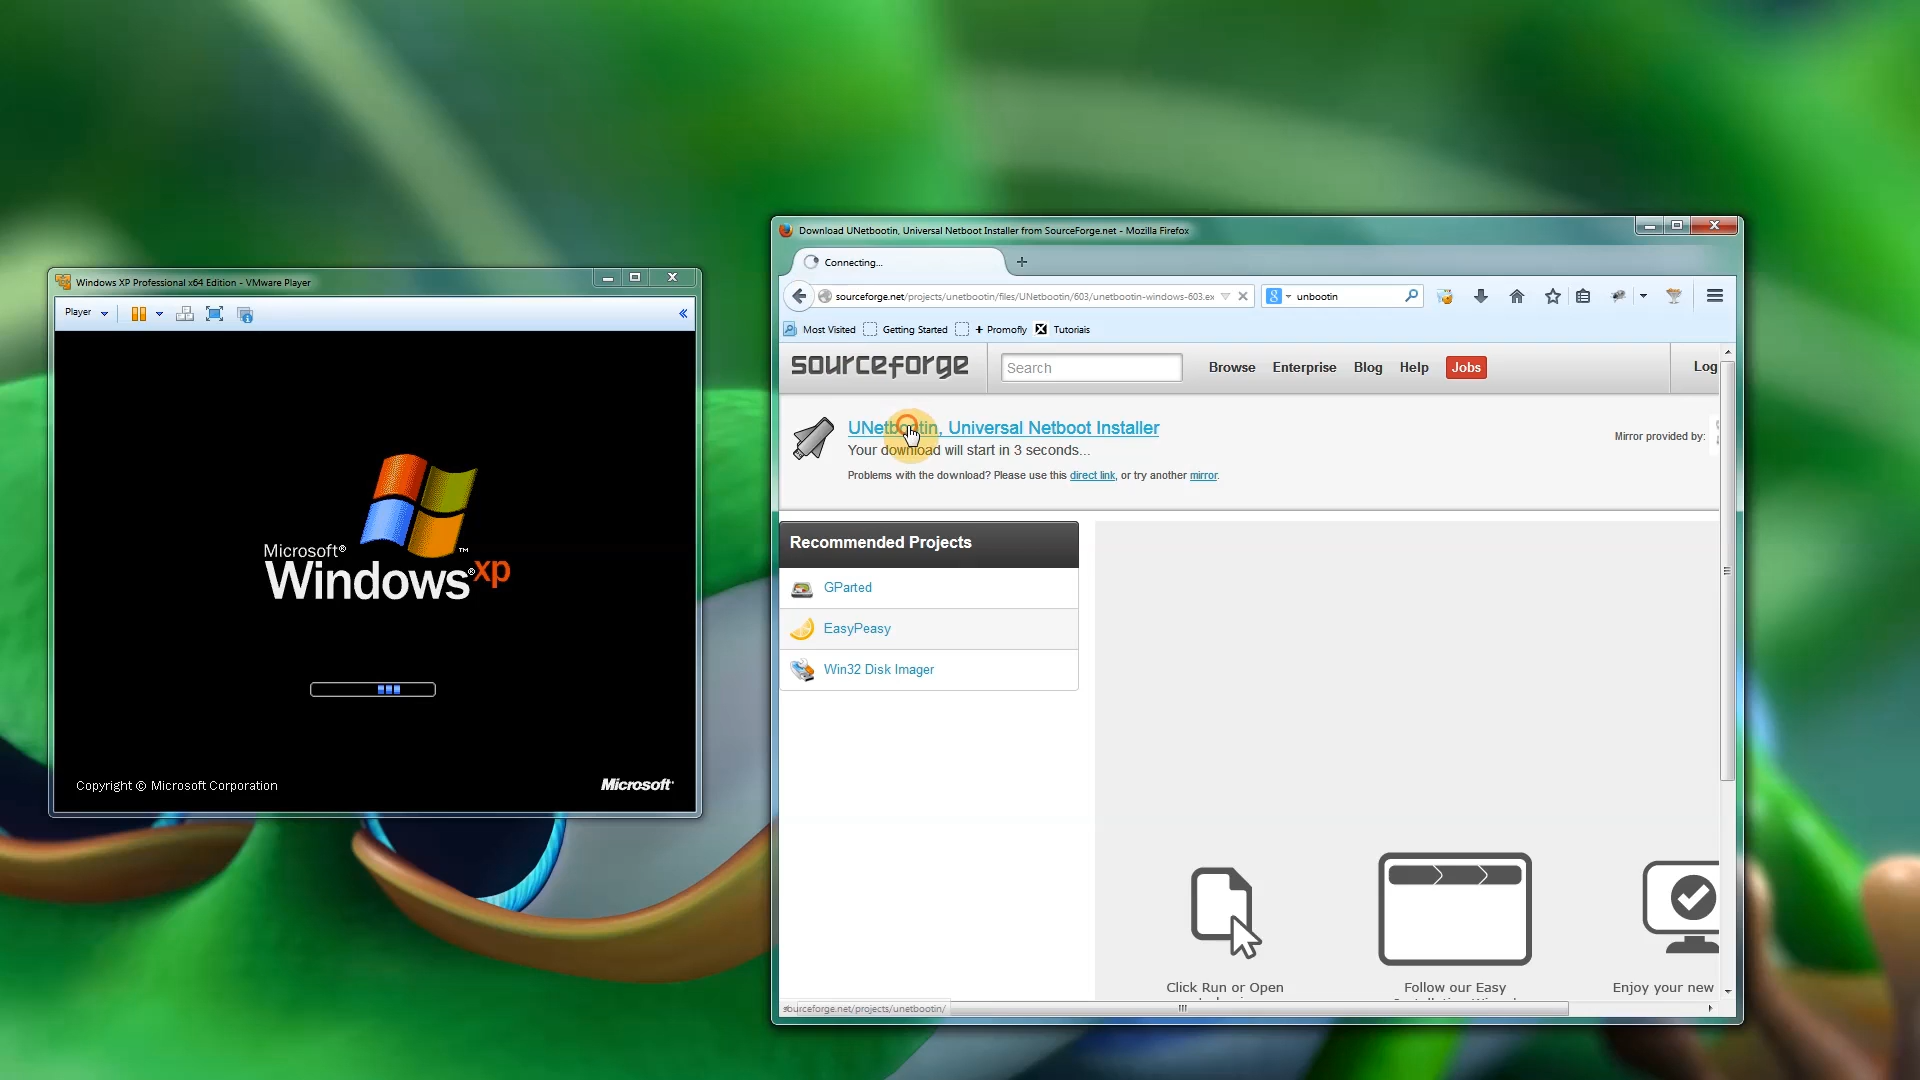 Windows XP Professional x64 Edition - VMware Player
Player
Microsoft®
Windows®xp
™
Copyright © Microsoft Corporation
Microsoft®
Download UNetbootin, Universal Netboot Installer from SourceForge.net - Mozilla Firefox
Connecting...
sourceforge.net/projects/unetbootin/files/UNetbootin/603/unetbootin-windows-603.ex
unbootin
Most Visited
Getting Started
+ Promofly
Tutorials
sourceforge
Search
Browse
Enterprise
Blog
Help
Jobs
Log
UNetbootin, Universal Netboot Installer
Your download will start in 3 seconds...
Problems with the download? Please use this direct link, or try another mirror.
Mirror provided by:
Recommended Projects
GParted
EasyPeasy
Win32 Disk Imager
Click Run or Open
Follow our Easy
Enjoy your new
sourceforge.net/projects/unetbootin/